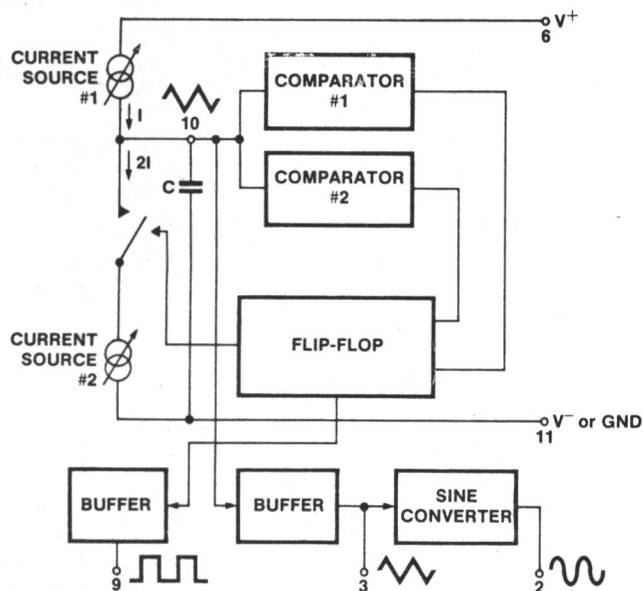 V+
6
CURRENT
SOURCE
#1
I
10
COMPARATOR
#1
2I
C
COMPARATOR
#2
FLIP-FLOP
CURRENT
SOURCE
#2
V− or GND
11
BUFFER
BUFFER
SINE
CONVERTER
9
3
2